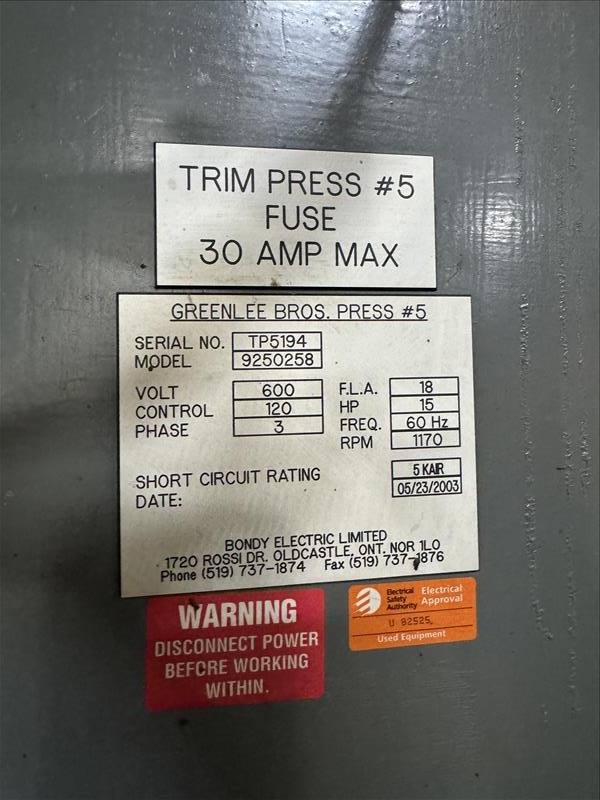 TRIM PRESS #5
FUSE
30 AMP MAX
GREENLEE BROS. PRESS #5
SERIAL NO. TP5194
MODEL 9250258
VOLT 600 F.L.A. 18
CONTROL 120 HP 15
PHASE 3 FREQ. 60 Hz
RPM 1170
SHORT CIRCUIT RATING 5 KAIR
DATE: 05/23/2003
BONDY ELECTRIC LIMITED
1720 ROSSI DR. OLDCASTLE, ONT. NOR 1LO
Phone (519) 737-1874 Fax (519) 737-1876
WARNING
DISCONNECT POWER
BEFORE WORKING
WITHIN.
Electrical
Safety
Authority
Electrical
Approval
U 82525
Used Equipment